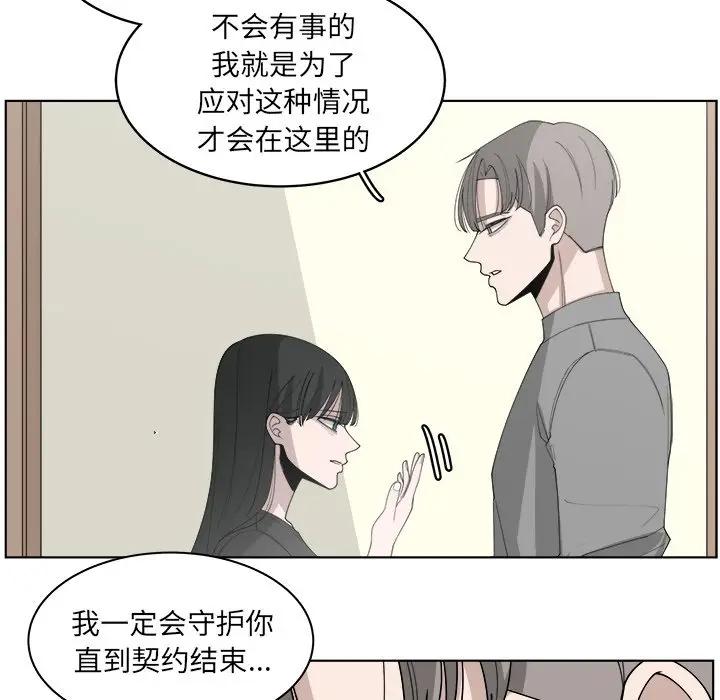 不会有事的
我就是为了
应对这种情况
才会在这里的
我一定会守护你
直到契约结束...